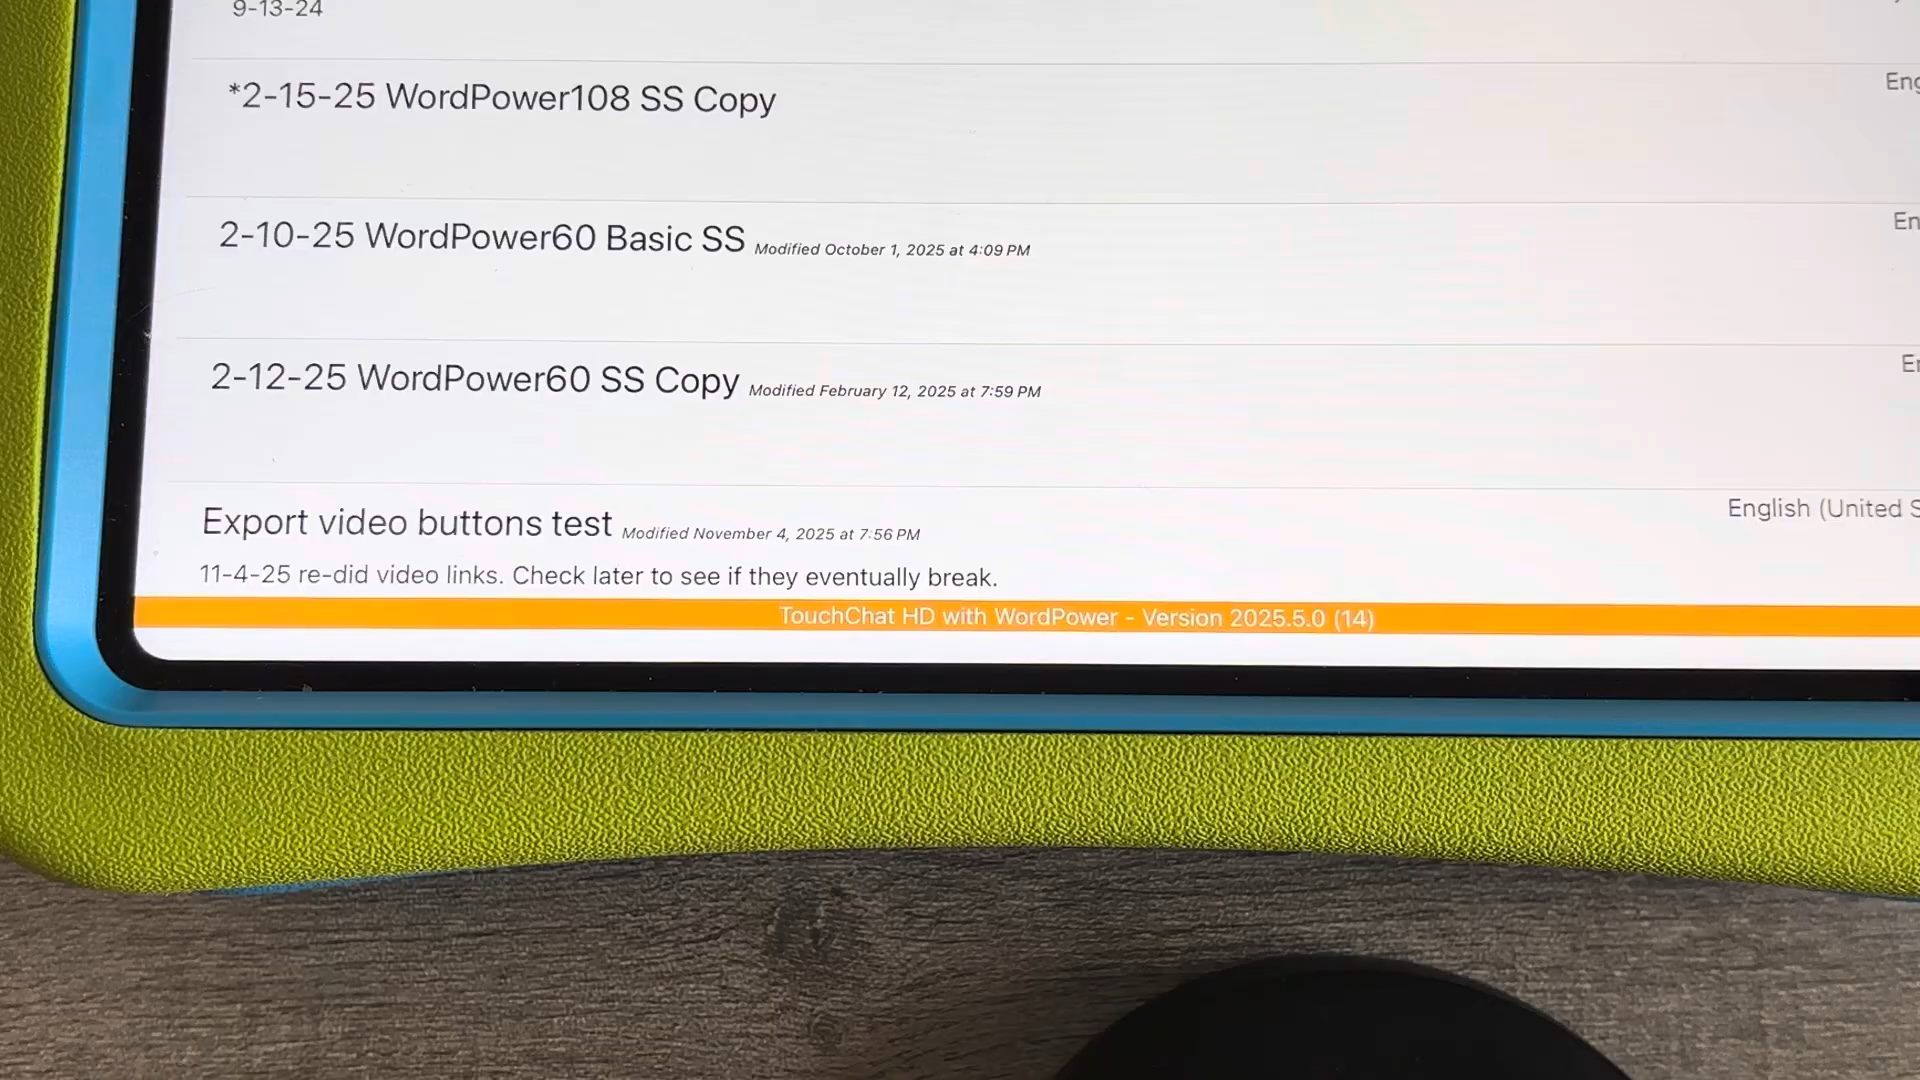 9-13-24
*2-15-25 WordPower108 SS Copy
2-10-25 WordPower60 Basic SS Modified October 1, 2025 at 4:09 PM
2-12-25 WordPower60 SS Copy Modified February 12, 2025 at 7:59 PM
Export video buttons test Modified November 4, 2025 at 7:56 PM English (United
11-4-25 re-did video links. Check later to see if they eventually break.
TouchChat HD with WordPower - Version 2025.5.0 (14)